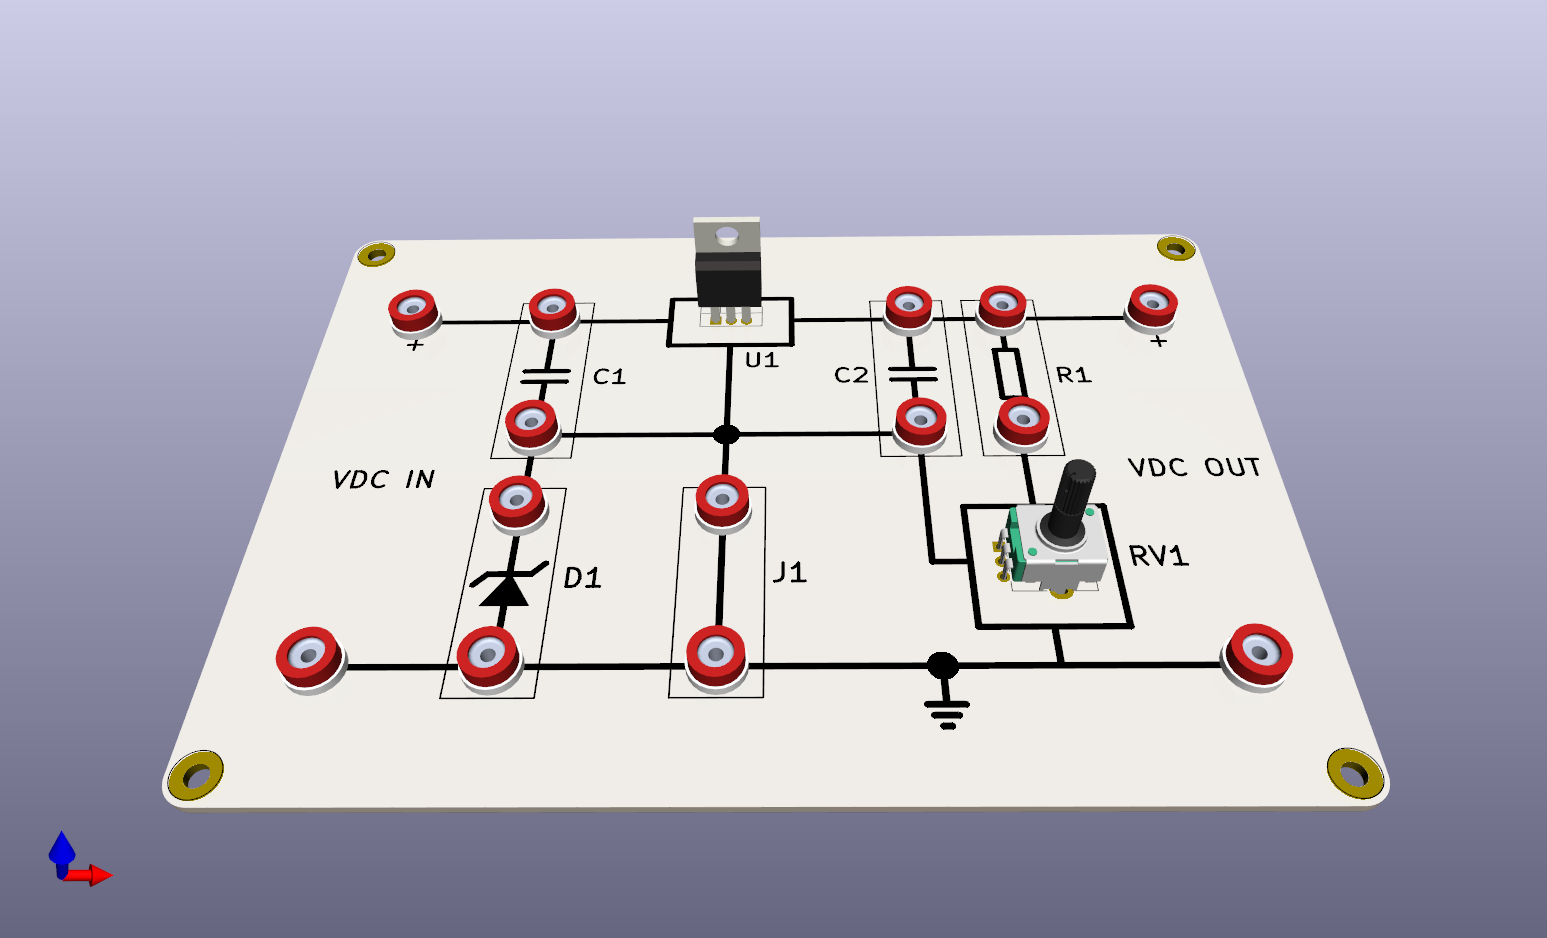 +
+
U1
C1
C2
R1
VDC IN
VDC OUT
D1
J1
RV1